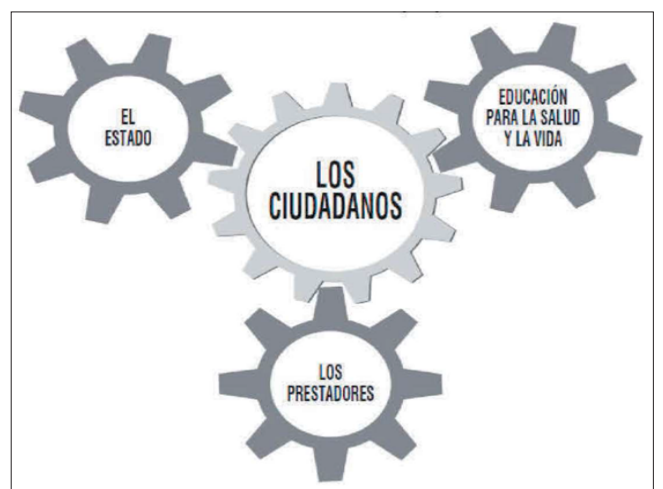 EL
ESTADO
EDUCACIÓN
PARA LA SALUD
Y LA VIDA
LOS
CIUDADANOS
LOS
PRESTADORES